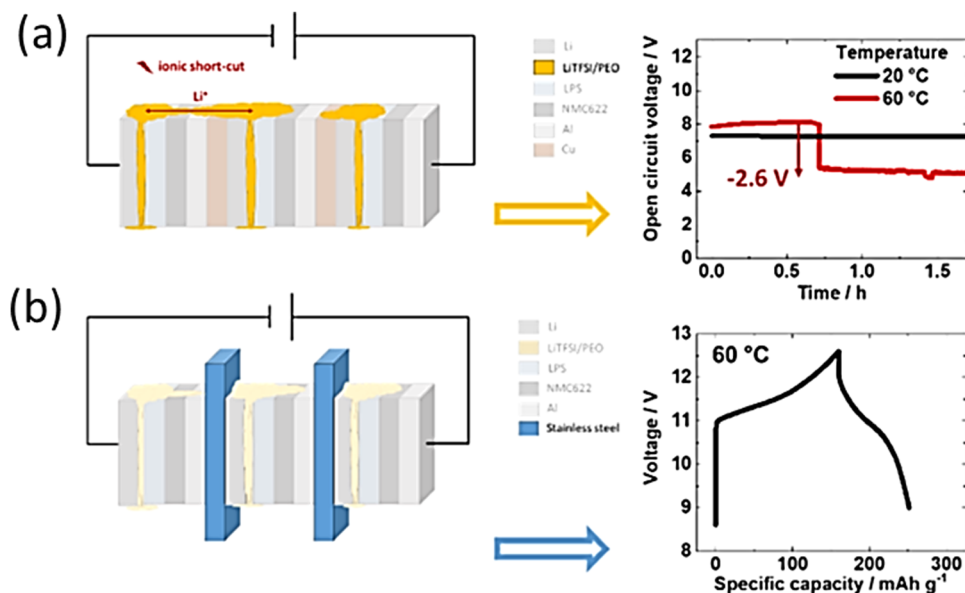 (a)
ionic short-cut
Li⁺
Li
LiTFSI/PEO
LPS
NMC622
Al
Cu
Open circuit voltage / V
12
10
8
6
4
2
0
Temperature
20 °C
60 °C
-2.6 V
0.0 0.5 1.0 1.5
Time / h
(b)
Li
LiTFSI/PEO
LPS
NMC622
Al
Stainless steel
Voltage / V
13
12
11
10
9
8
60 °C
0 100 200 300
Specific capacity / mAh g⁻¹